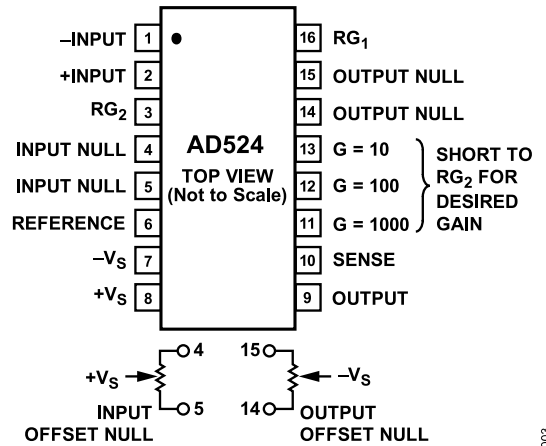 –INPUT 1
+INPUT 2
RG2 3
INPUT NULL 4
INPUT NULL 5
REFERENCE 6
–VS 7
+VS 8
AD524
TOP VIEW
(Not to Scale)
16 RG1
15 OUTPUT NULL
14 OUTPUT NULL
13 G = 10
12 G = 100
11 G = 1000
10 SENSE
9 OUTPUT
SHORT TO
RG2 FOR
DESIRED
GAIN
+VS
4
5
INPUT
OFFSET NULL
15
14
–VS
OUTPUT
OFFSET NULL